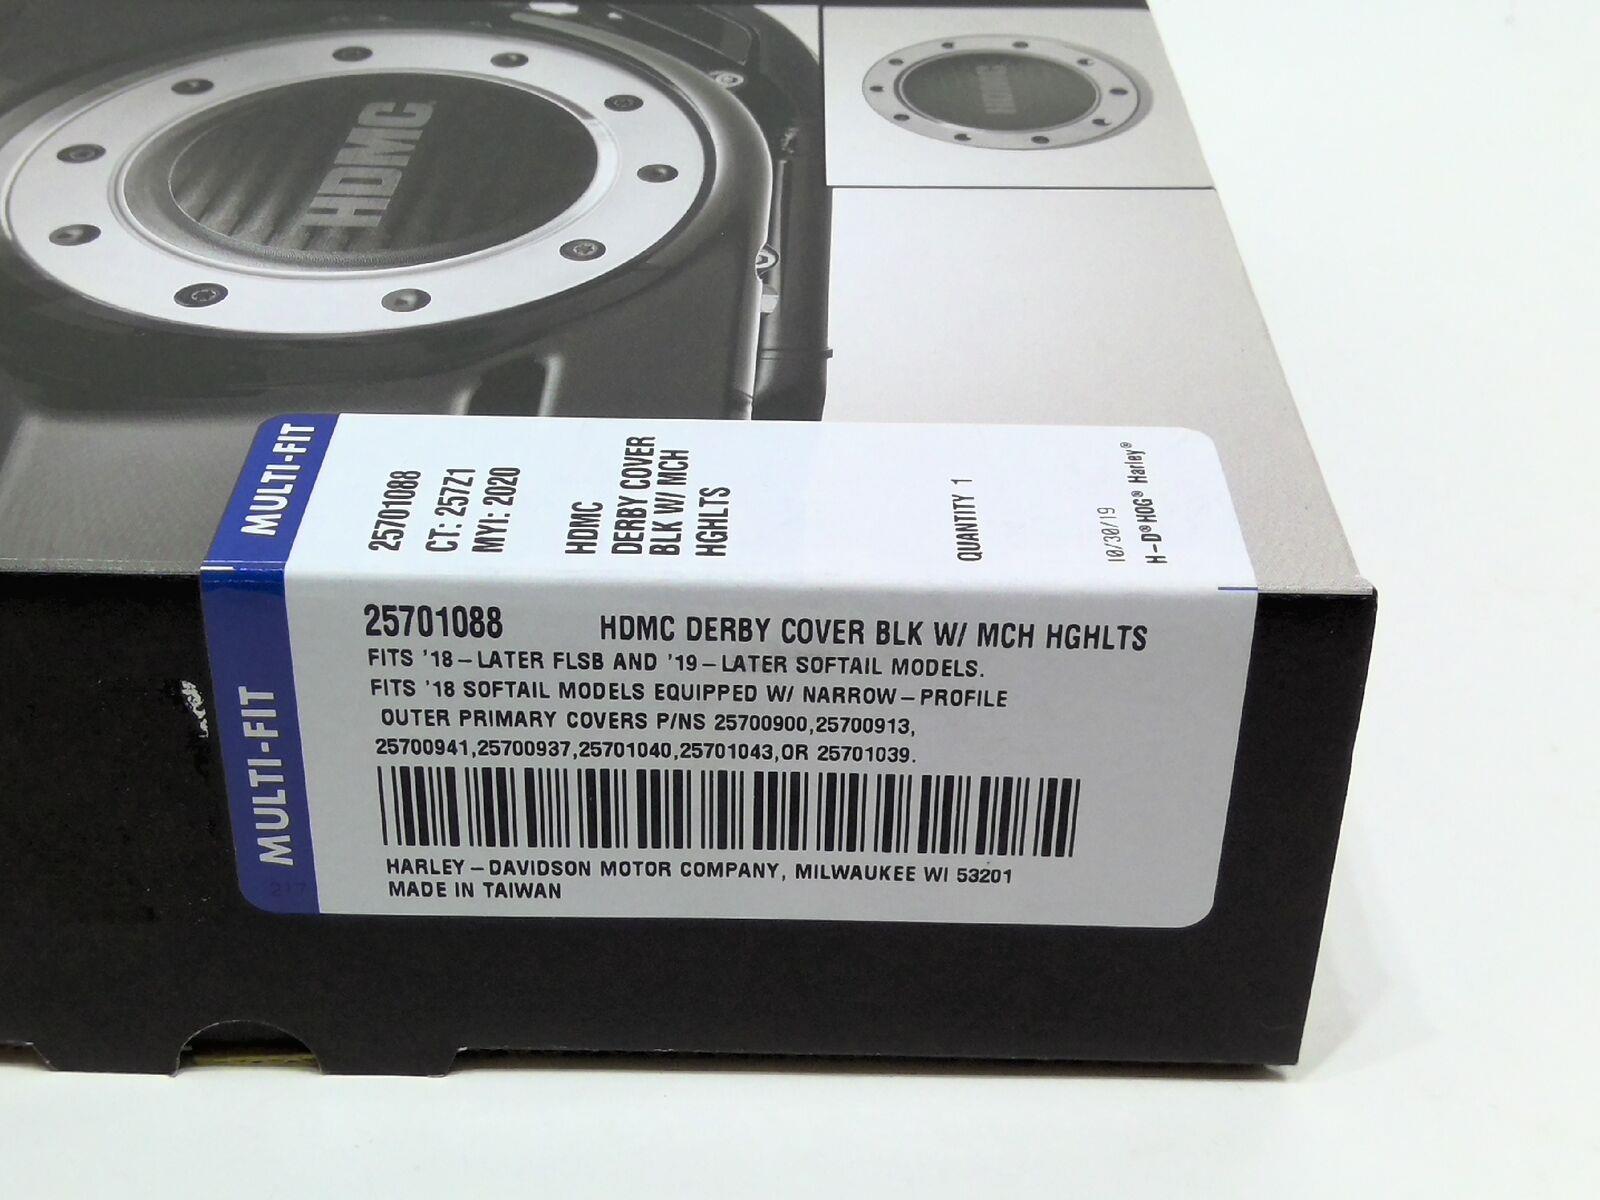 HDMC
HDMC
MULTI-FIT
25701088
CT: 257Z1
MYI: 2020
HDMC
DERBY COVER
BLK W/ MCH
HGHLTS
QUANTITY 1
10/30/19
H-D® HOG® Harley®
MULTI-FIT
217
25701088 HDMC DERBY COVER BLK W/ MCH HGHLTS
FITS '18-LATER FLSB AND '19-LATER SOFTAIL MODELS.
FITS '18 SOFTAIL MODELS EQUIPPED W/ NARROW-PROFILE
OUTER PRIMARY COVERS P/NS 25700900,25700913,
25700941,25700937,25701040,25701043,OR 25701039.
HARLEY-DAVIDSON MOTOR COMPANY, MILWAUKEE WI 53201
MADE IN TAIWAN